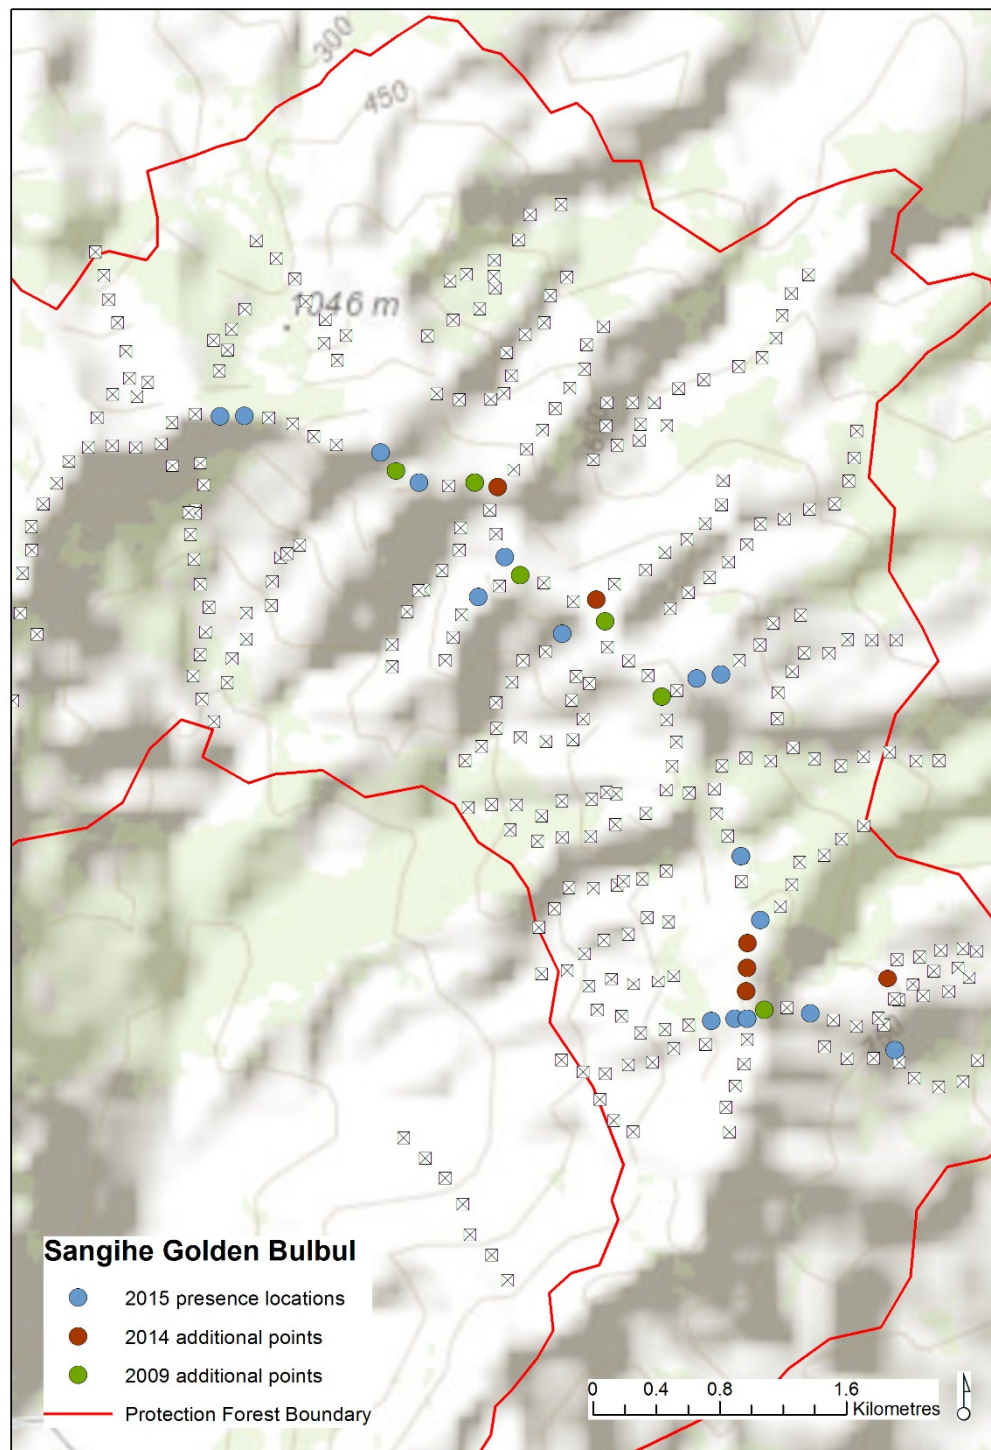 300
450
1046 m
600
Sangihe Golden Bulbul
2015 presence locations
2014 additional points
2009 additional points
Protection Forest Boundary
0 0.4 0.8 1.6
Kilometres